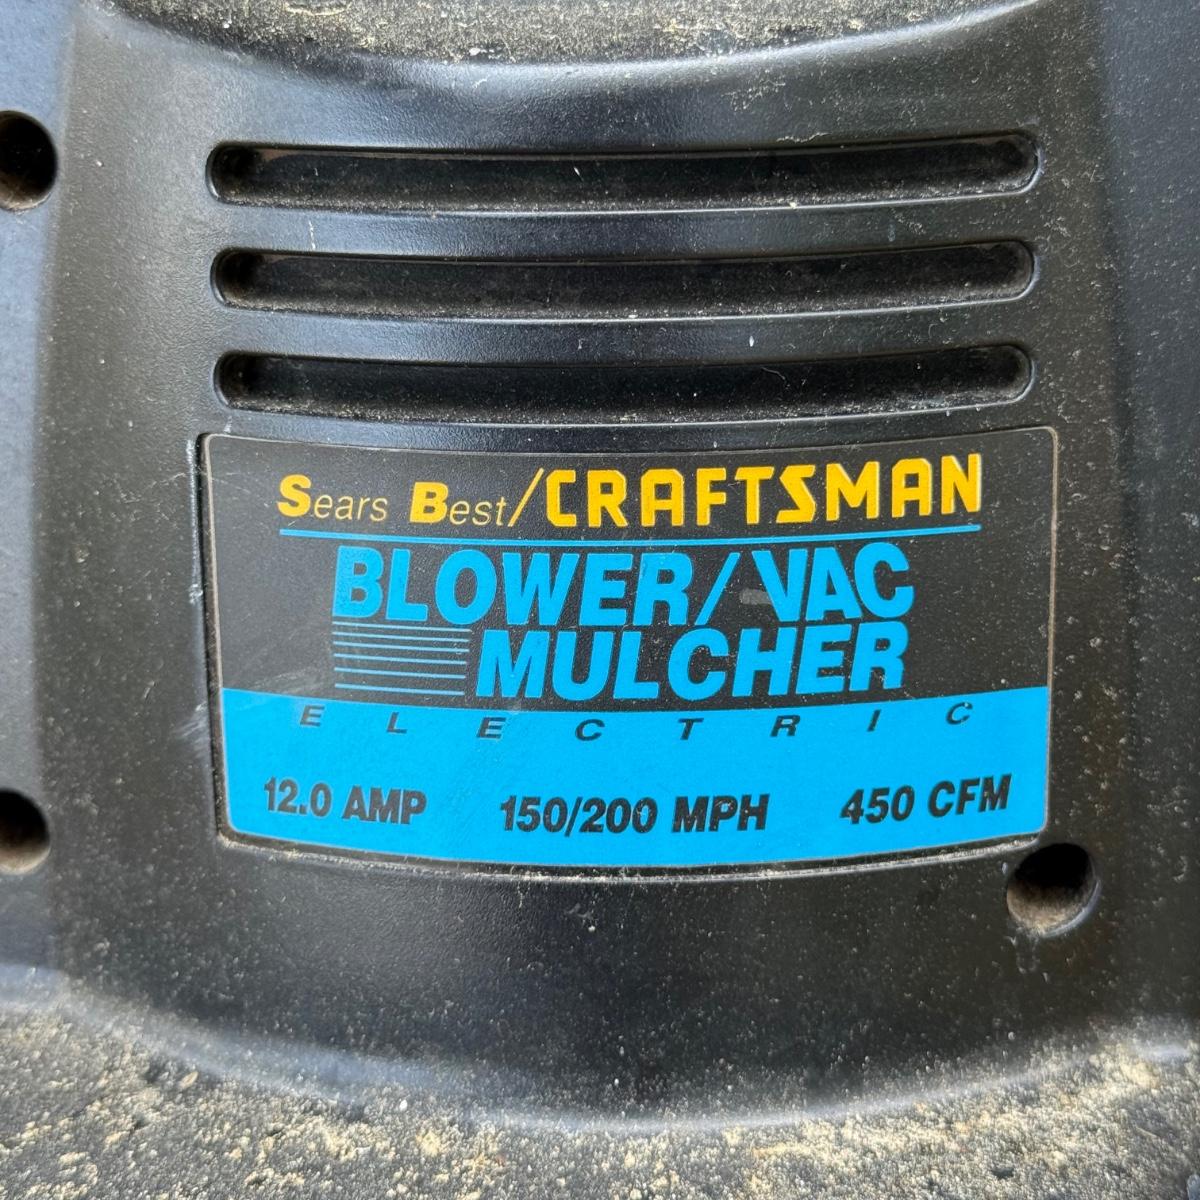 Sears Best/CRAFTSMAN
BLOWER/VAC
MULCHER
ELECTRIC
12.0 AMP 150/200 MPH 450 CFM